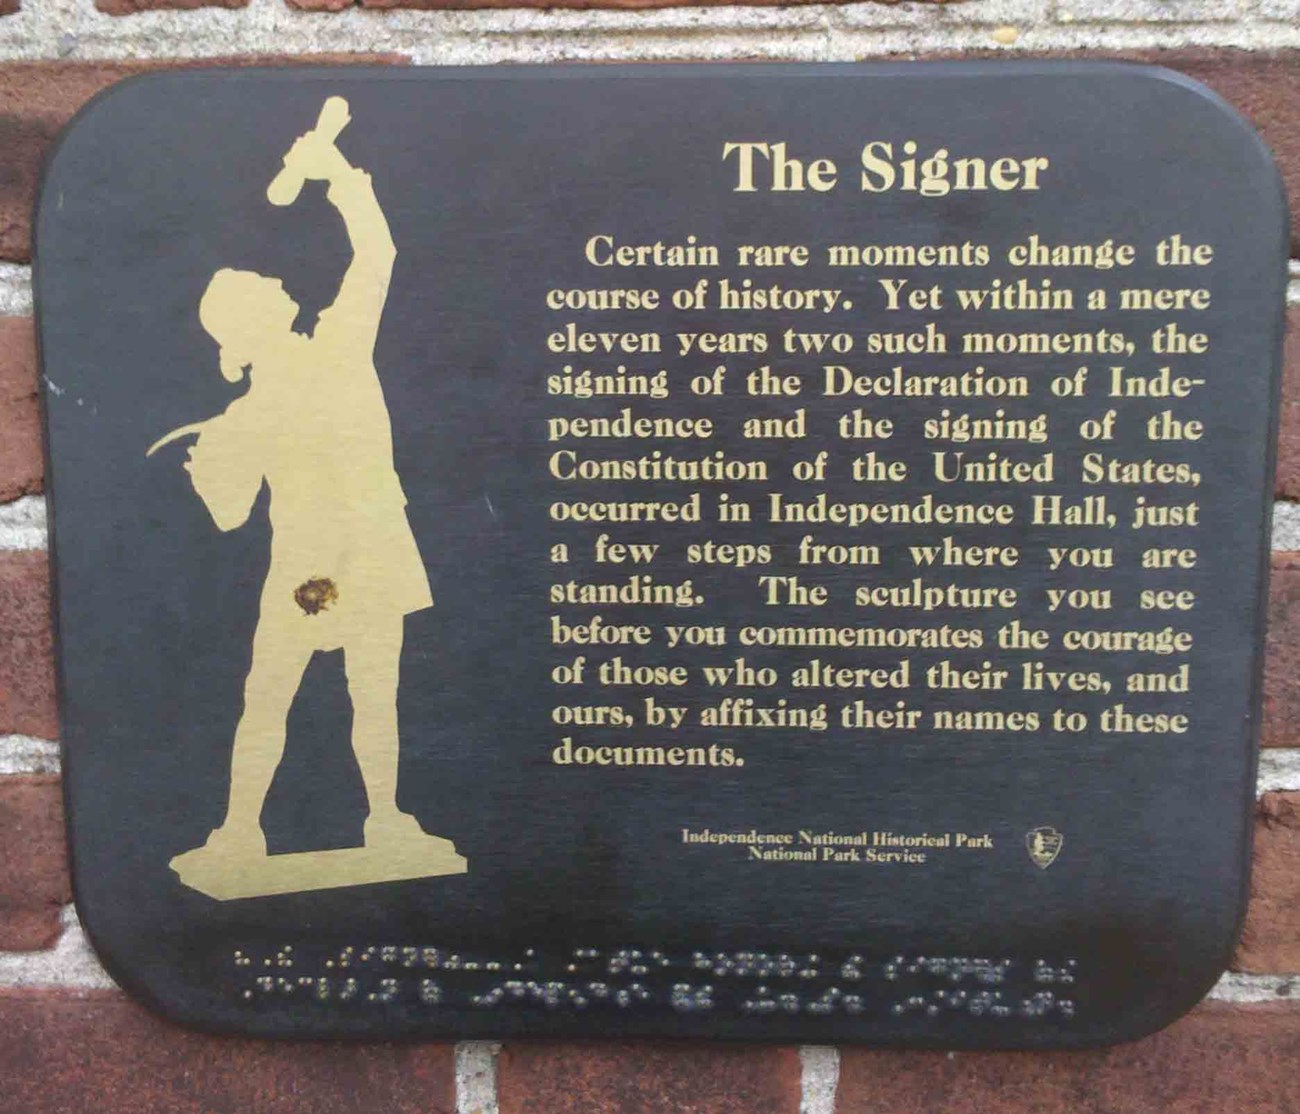 The Signer
Certain rare moments change the
course of history. Yet within a mere
eleven years two such moments, the
signing of the Declaration of Inde-
pendence and the signing of the
Constitution of the United States,
occurred in Independence Hall, just
a few steps from where you are
standing. The sculpture you see
before you commemorates the courage
of those who altered their lives, and
ours, by affixing their names to these
documents.
Independence National Historical Park
National Park Service